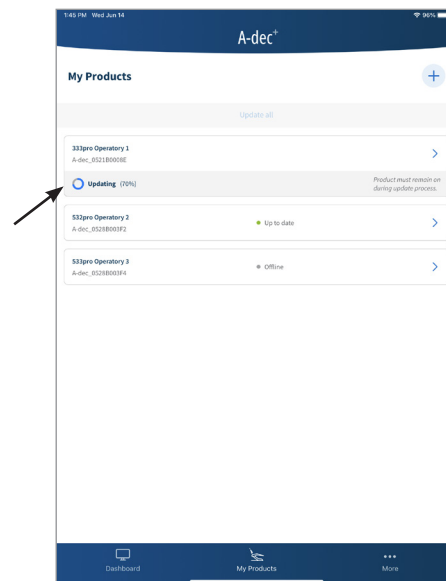 1:45 PM Wed Jun 14
96%
A-dec+
My Products
+
Update all
333pro Operatory 1
A-dec_0521B0008E
Updating (70%)
Product must remain on
during update process.
532pro Operatory 2
A-dec_0528B003F2
Up to date
533pro Operatory 3
A-dec_0528B003F4
Offline
Dashboard
My Products
More